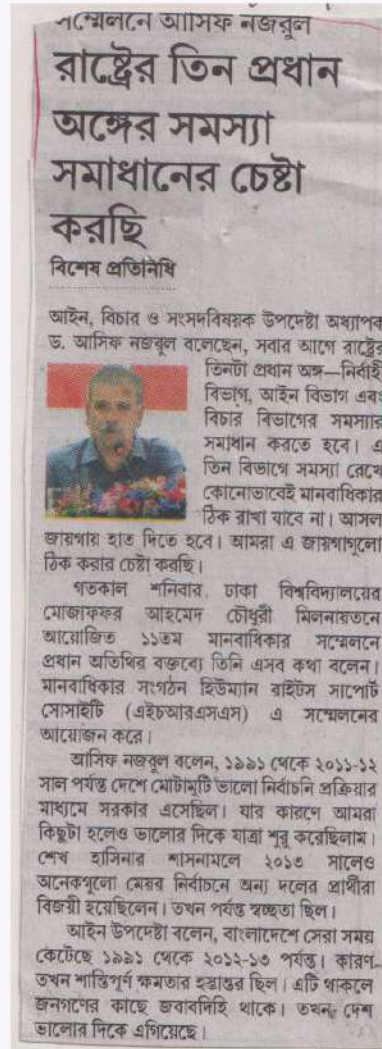 সম্মেলনে আসিফ নজরুল
রাষ্ট্রের তিন প্রধান
অঙ্গের সমস্যা
সমাধানের চেষ্টা
করছি
বিশেষ প্রতিনিধি
আইন, বিচার ও সংসদবিষয়ক উপদেষ্টা অধ্যাপক
ড. আসিফ নজরুল বলেছেন, সবার আগে রাষ্ট্রের
তিনটা প্রধান অঙ্গ—নির্বাহী
বিভাগ, আইন বিভাগ এবং
বিচার বিভাগের সমস্যার
সমাধান করতে হবে। এ
তিন বিভাগে সমস্যা রেখে
কোনোভাবেই মানবাধিকার
ঠিক রাখা যাবে না। আসল
জায়গায় হাত দিতে হবে। আমরা এ জায়গাগুলো
ঠিক করার চেষ্টা করছি।
গতকাল শনিবার ঢাকা বিশ্ববিদ্যালয়ের
মোজাফফর আহমেদ চৌধুরী মিলনায়তনে
আয়োজিত ১১তম মানবাধিকার সম্মেলনে
প্রধান অতিথির বক্তব্যে তিনি এসব কথা বলেন।
মানবাধিকার সংগঠন হিউম্যান রাইটস সাপোর্ট
সোসাইটি (এইচআরএসএস) এ সম্মেলনের
আয়োজন করে।
আসিফ নজরুল বলেন, ১৯৯১ থেকে ২০১১-১২
সাল পর্যন্ত দেশে মোটামুটি ভালো নির্বাচনি প্রক্রিয়ার
মাধ্যমে সরকার এসেছিল। যার কারণে আমরা
কিছুটা হলেও ভালোর দিকে যাত্রা শুরু করেছিলাম।
শেখ হাসিনার শাসনামলে ২০১৩ সালেও
অনেকগুলো মেয়র নির্বাচনে অন্য দলের প্রার্থীরা
বিজয়ী হয়েছিলেন। তখন পর্যন্ত স্বচ্ছতা ছিল।
আইন উপদেষ্টা বলেন, বাংলাদেশে সেরা সময়
কেটেছে ১৯৯১ থেকে ২০১২-১৩ পর্যন্ত। কারণ
তখন শান্তিপূর্ণ ক্ষমতার হস্তান্তর ছিল। এটি থাকলে
জনগণের কাছে জবাবদিহি থাকে। তখন দেশ
ভালোর দিকে এগিয়েছে।